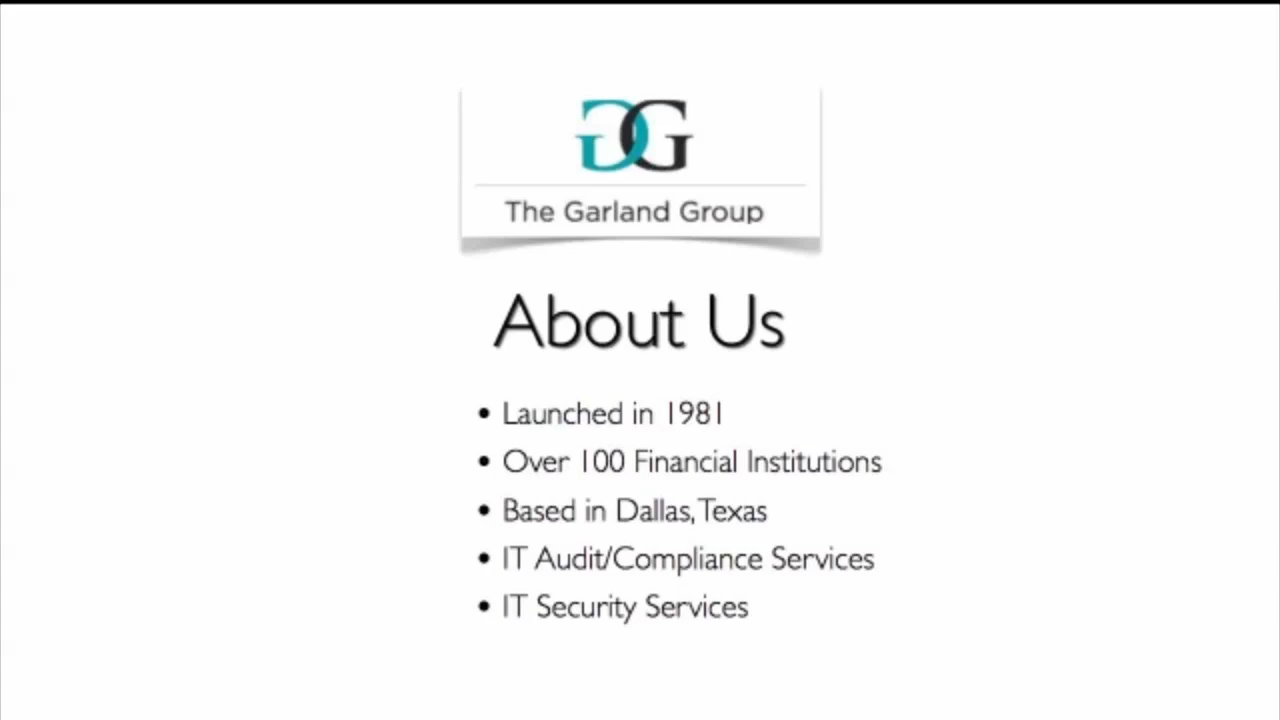 GG
The Garland Group
About Us
• Launched in 1981
• Over 100 Financial Institutions
• Based in Dallas, Texas
• IT Audit/Compliance Services
• IT Security Services